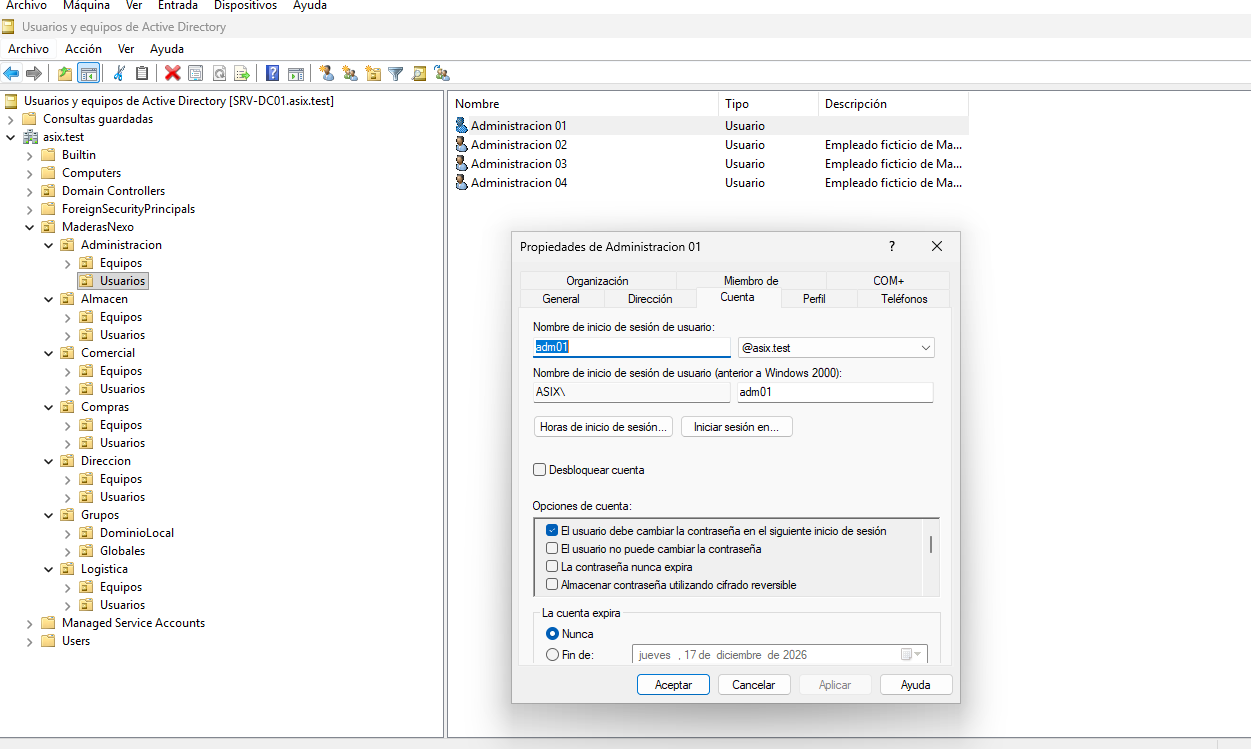 Archivo Máquina Ver Entrada Dispositivos Ayuda
Usuarios y equipos de Active Directory
Archivo Acción Ver Ayuda
Usuarios y equipos de Active Directory [SRV-DC01.asix.test]
Consultas guardadas
asix.test
Builtin
Computers
Domain Controllers
ForeignSecurityPrincipals
MaderasNexo
Administracion
Equipos
Usuarios
Almacen
Equipos
Usuarios
Comercial
Equipos
Usuarios
Compras
Equipos
Usuarios
Direccion
Equipos
Usuarios
Grupos
DominioLocal
Globales
Logistica
Equipos
Usuarios
Managed Service Accounts
Users
Nombre Tipo Descripción
Administracion 01 Usuario
Administracion 02 Usuario Empleado ficticio de Ma...
Administracion 03 Usuario Empleado ficticio de Ma...
Administracion 04 Usuario Empleado ficticio de Ma...
Propiedades de Administracion 01 ?
Organización Miembro de COM+
General Dirección Cuenta Perfil Teléfonos
Nombre de inicio de sesión de usuario:
adm01 @asix.test
Nombre de inicio de sesión de usuario (anterior a Windows 2000):
ASIX\ adm01
Horas de inicio de sesión... Iniciar sesión en...
Desbloquear cuenta
Opciones de cuenta:
El usuario debe cambiar la contraseña en el siguiente inicio de sesión
El usuario no puede cambiar la contraseña
La contraseña nunca expira
Almacenar contraseña utilizando cifrado reversible
La cuenta expira
Nunca
Fin de: jueves , 17 de diciembre de 2026
Aceptar Cancelar Aplicar Ayuda